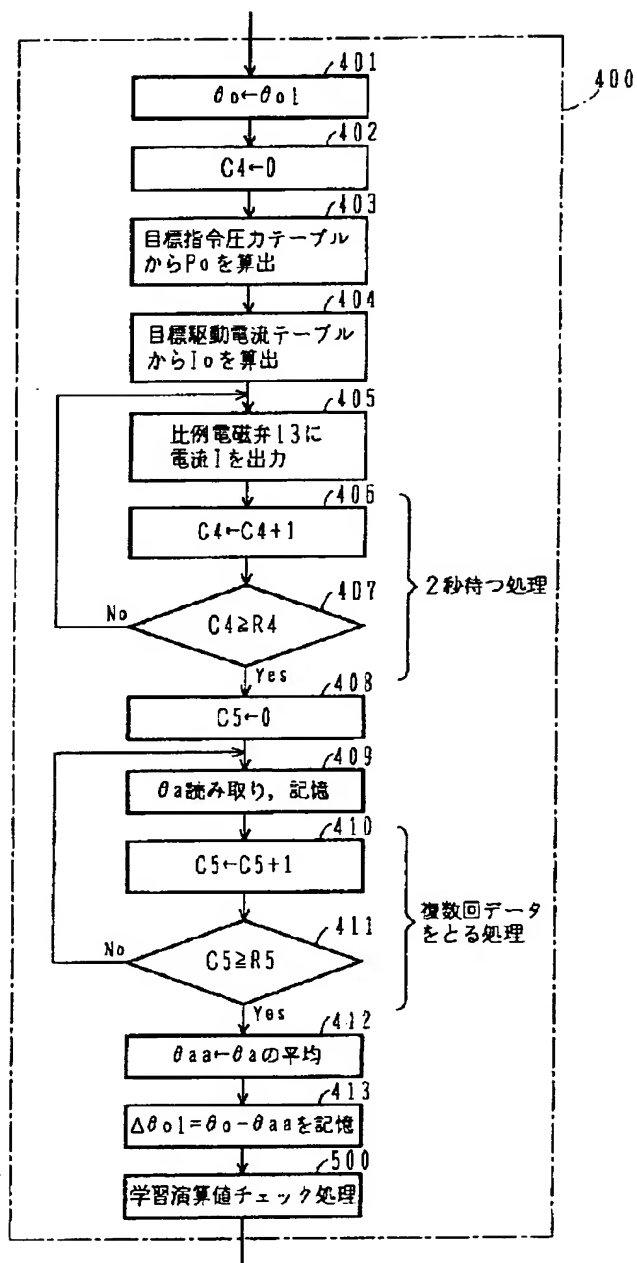 400
401
θo←θo1
402
C4←0
403
目標指令圧力テーブル
からPoを算出
404
目標駆動電流テーブル
からIoを算出
405
比例電磁弁13に
電流Iを出力
406
C4←C4+1
407
C4≧R4
No
Yes
2秒待つ処理
408
C5←0
409
θa読み取り，記憶
410
C5←C5+1
411
C5≧R5
No
Yes
複数回データ
をとる処理
412
θaa←θaの平均
413
Δθo1=θo-θaaを記憶
500
学習演算値チェック処理